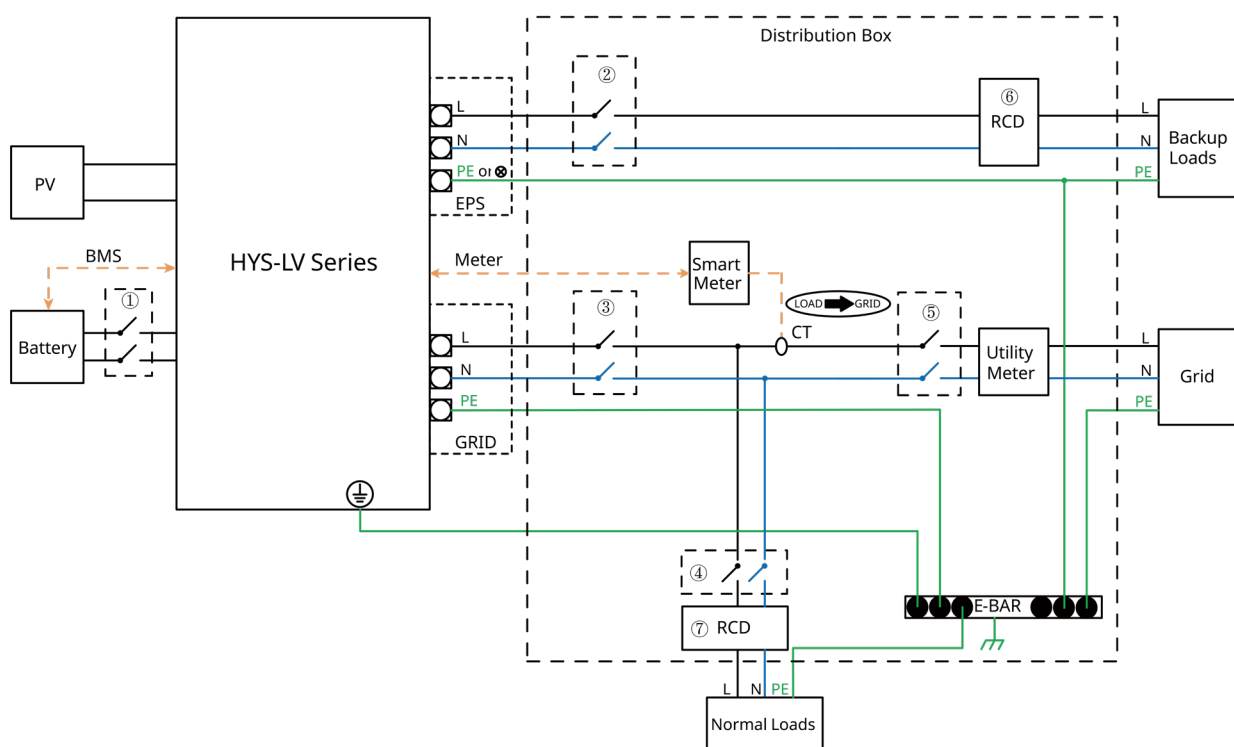 Distribution Box
②
⑥
RCD
L
N
PE or ⊗
EPS
L
N
PE
Backup
Loads
PV
HYS-LV Series
BMS
Meter
Smart
Meter
LOAD GRID
CT
①
Battery
③
⑤
L
N
PE
GRID
Utility
Meter
L
N
PE
Grid
④
⑦ RCD
E-BAR
L N PE
Normal Loads